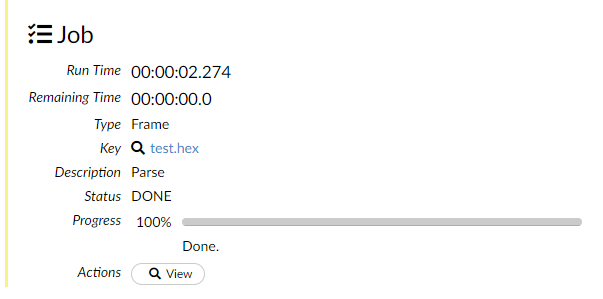 Job
Run Time 00:00:02.274
Remaining Time 00:00:00.0
Type Frame
Key test.hex
Description Parse
Status DONE
Progress 100%
Done.
Actions View